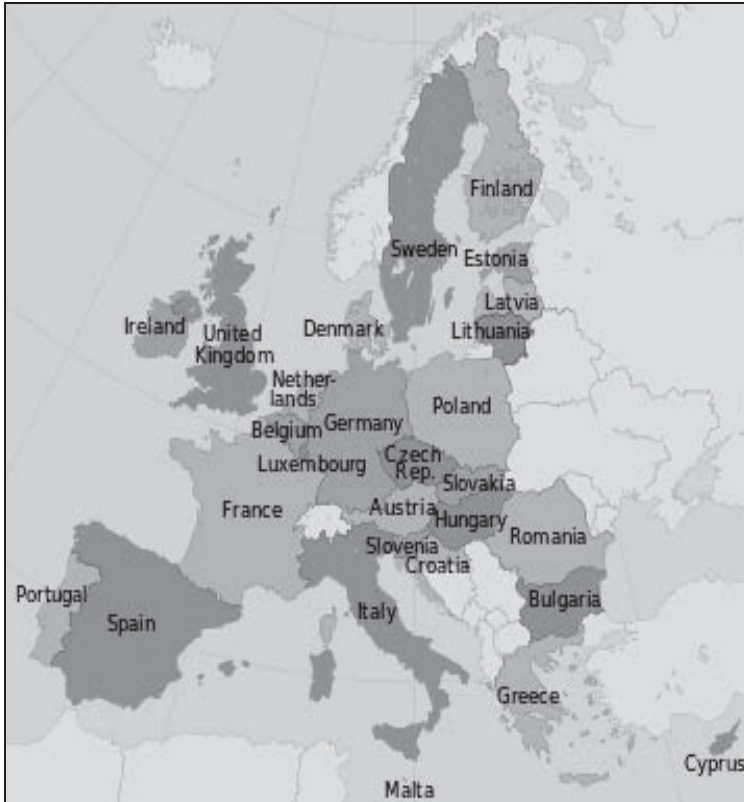 Finland
Sweden
Estonia
Latvia
Lithuania
Ireland
United
Kingdom
Denmark
Nether-
lands
Belgium
Luxembourg
Germany
Poland
Czech
Rep.
Slovakia
France
Austria
Hungary
Slovenia
Croatia
Romania
Portugal
Spain
Italy
Bulgaria
Greece
Malta
Cyprus